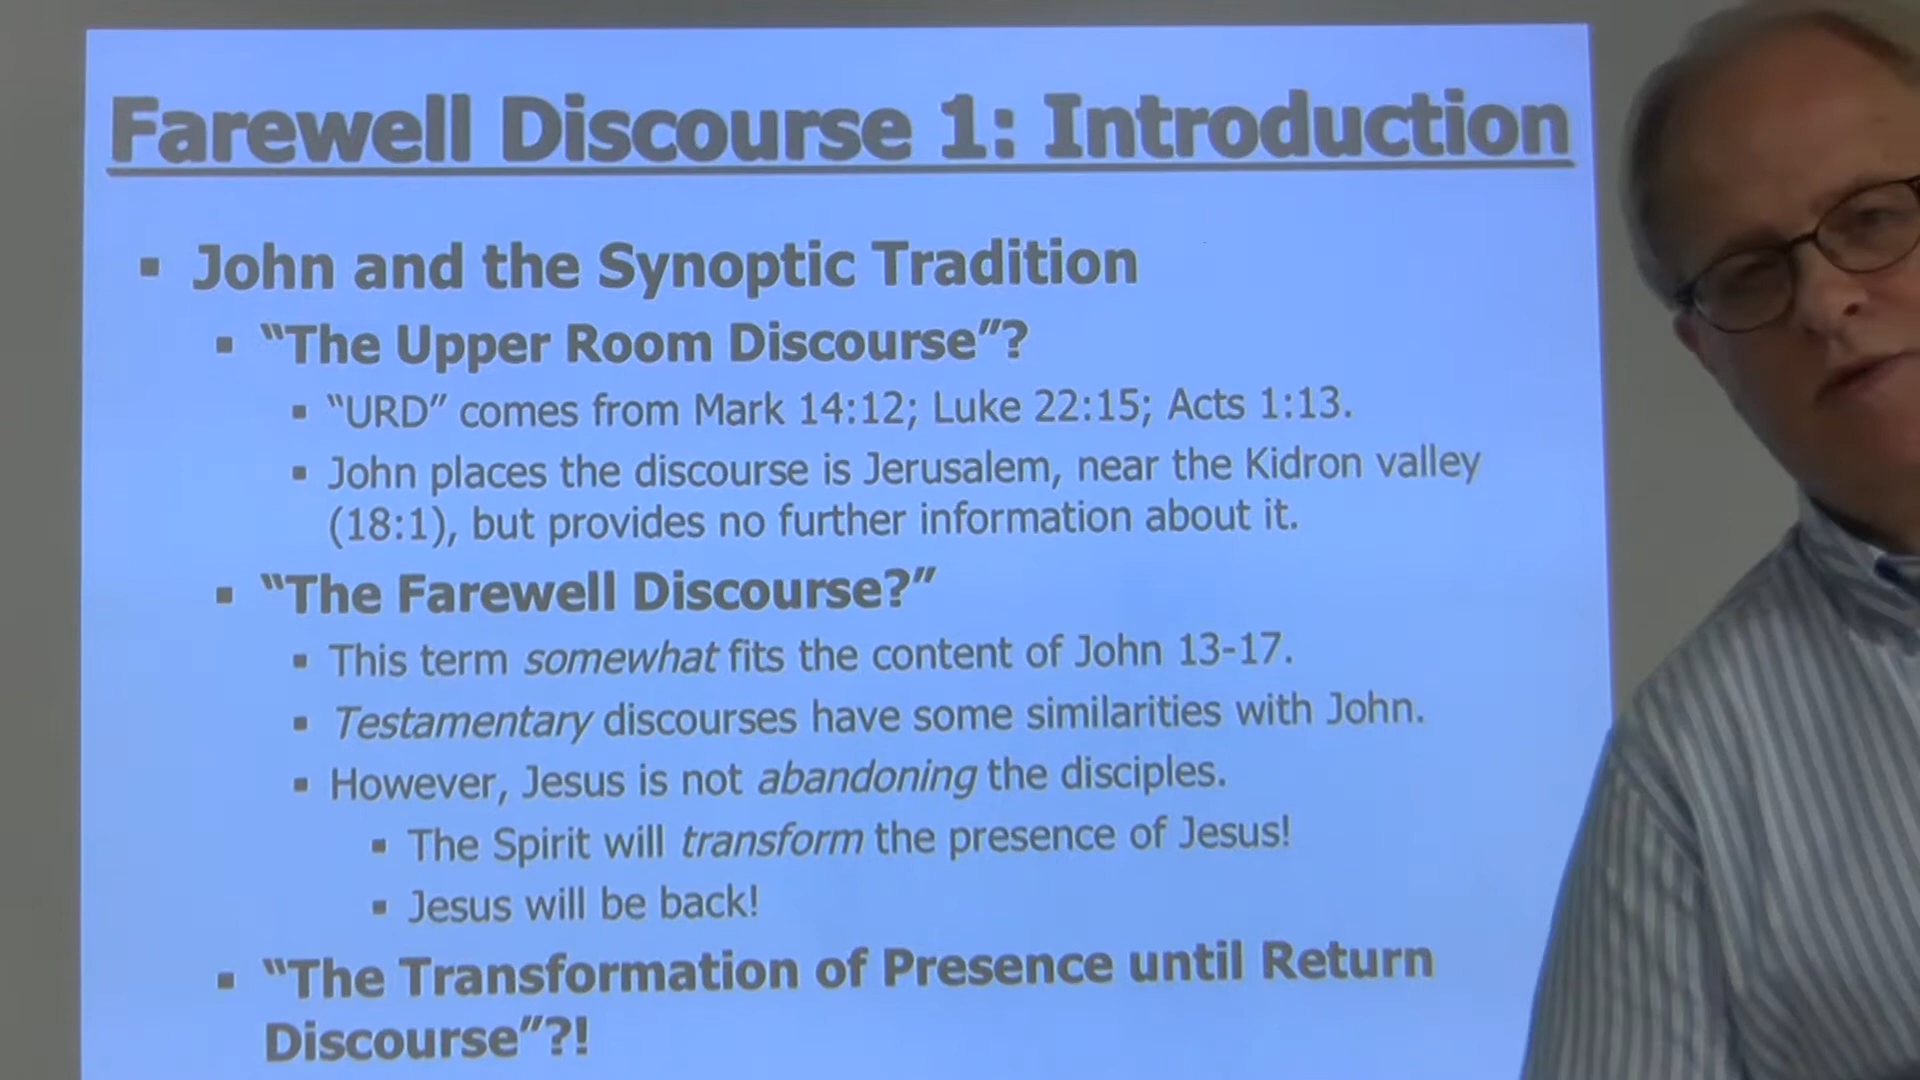 Farewell Discourse 1: Introduction
▪ John and the Synoptic Tradition
▪ “The Upper Room Discourse”?
▪ “URD” comes from Mark 14:12; Luke 22:15; Acts 1:13.
▪ John places the discourse is Jerusalem, near the Kidron valley
(18:1), but provides no further information about it.
▪ “The Farewell Discourse?”
▪ This term somewhat fits the content of John 13-17.
▪ Testamentary discourses have some similarities with John.
▪ However, Jesus is not abandoning the disciples.
▪ The Spirit will transform the presence of Jesus!
▪ Jesus will be back!
▪ “The Transformation of Presence until Return
Discourse”?!